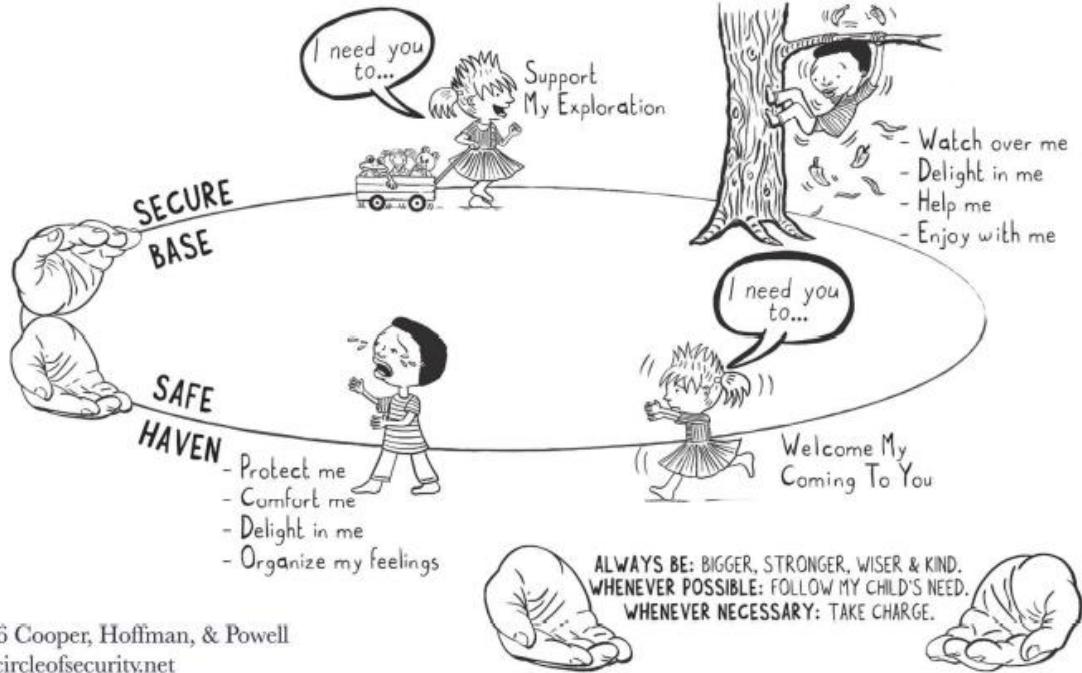 I need you
to...
Support
My Exploration
- Watch over me
- Delight in me
- Help me
- Enjoy with me
SECURE
BASE
I need you
to...
SAFE
HAVEN
Welcome My
Coming To You
- Protect me
- Comfort me
- Delight in me
- Organize my feelings
ALWAYS BE: BIGGER, STRONGER, WISER & KIND.
WHENEVER POSSIBLE: FOLLOW MY CHILD'S NEED.
WHENEVER NECESSARY: TAKE CHARGE.
6 Cooper, Hoffman, & Powell
circleofsecurity.net